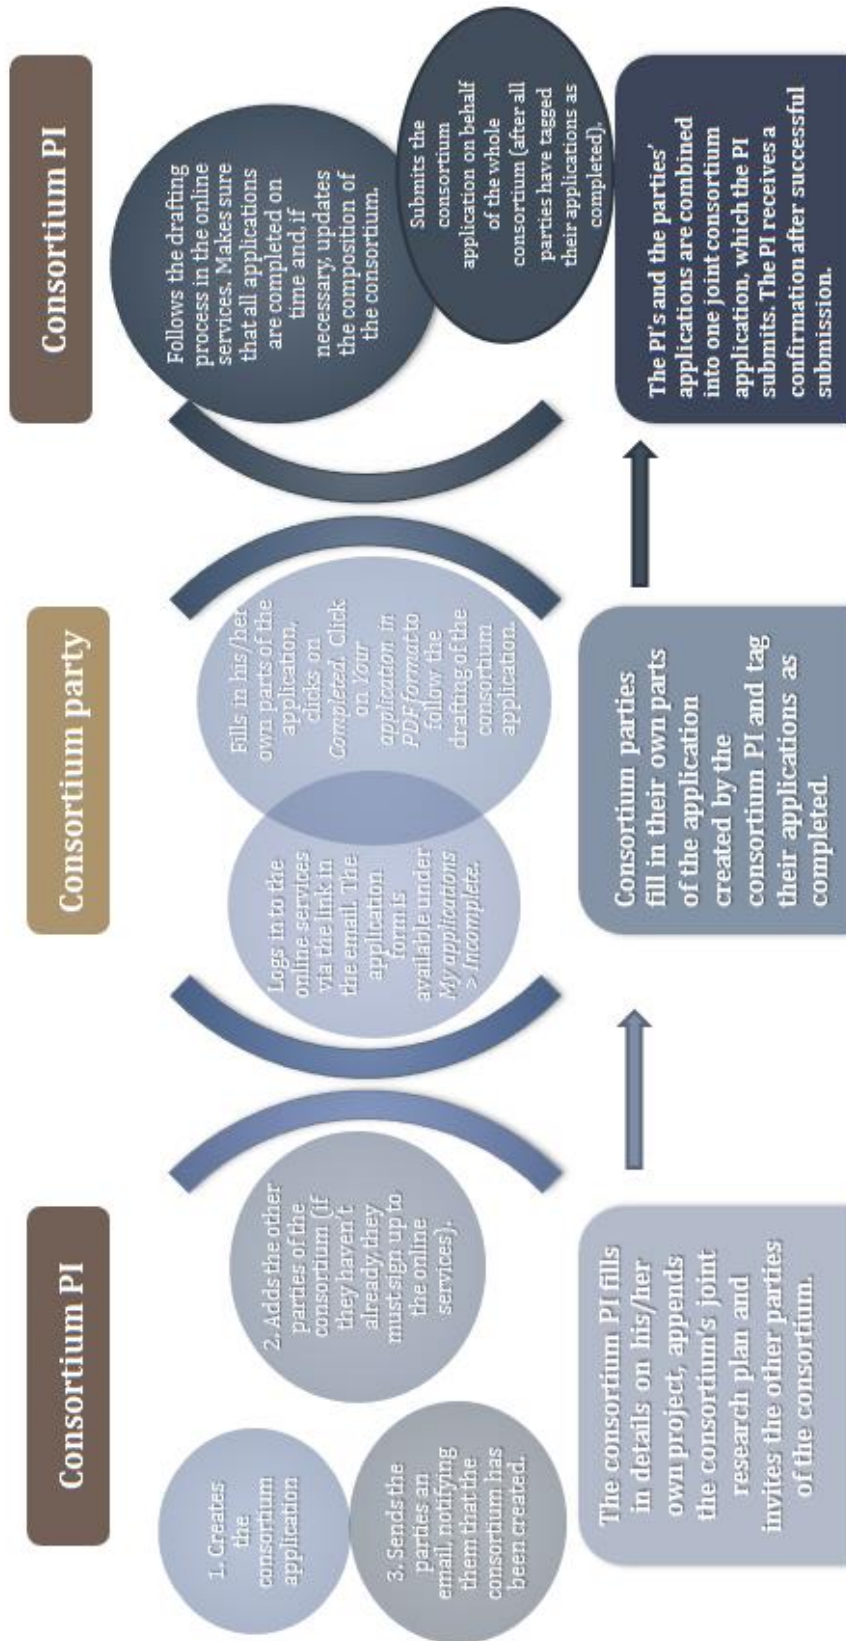 Consortium PI
1. Creates
the
consortium
application
2. Adds the other
parties of the
consortium (if
they haven't
already, they
must sign up to
the online
services).
3. Sends the
parties an
email, notifying
them that the
consortium has
been created.
The consortium PI fills
in details on his/her
own project, appends
the consortium's joint
research plan and
invites the other parties
of the consortium.
Consortium party
Logs in to the
online services
via the link in
the email. The
application
form is
available under
My applications
> Incomplete.
Fills in his/her
own parts of the
application,
clicks on
Completed. Click
on Your
application in
PDF format to
follow the
drafting of the
consortium
application.
Consortium parties
fill in their own parts
of the application
created by the
consortium PI and tag
their applications as
completed.
Consortium PI
Follows the drafting
process in the online
services. Makes sure
that all applications
are completed on
time and, if
necessary, updates
the composition of
the consortium.
Submits the
consortium
application on behalf
of the whole
consortium (after all
parties have tagged
their applications as
completed).
The PI's and the parties'
applications are combined
into one joint consortium
application, which the PI
submits. The PI receives a
confirmation after successful
submission.